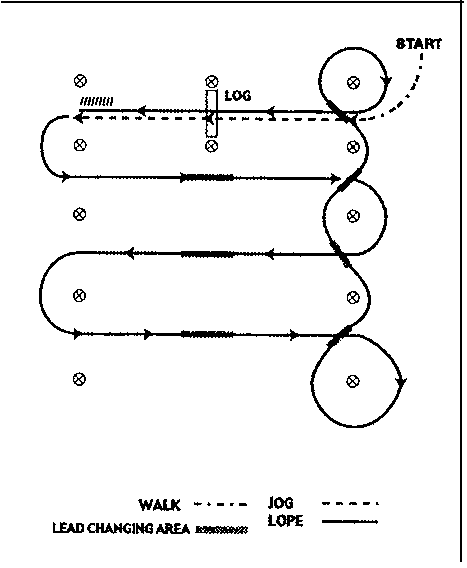 START
LOG
WALK JOG
LEAD CHANGING AREA LOPE